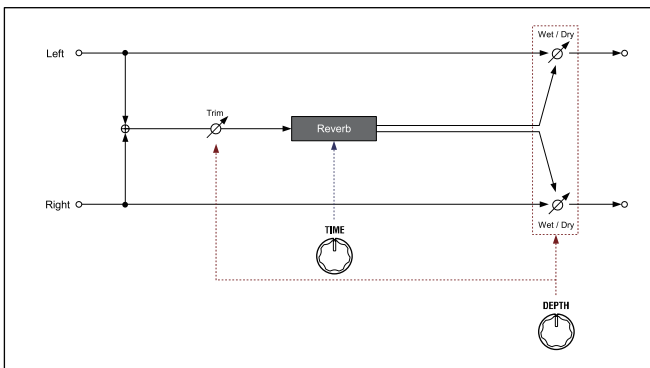 Wet / Dry
Left
Trim
Reverb
Right
Wet / Dry
TIME
DEPTH